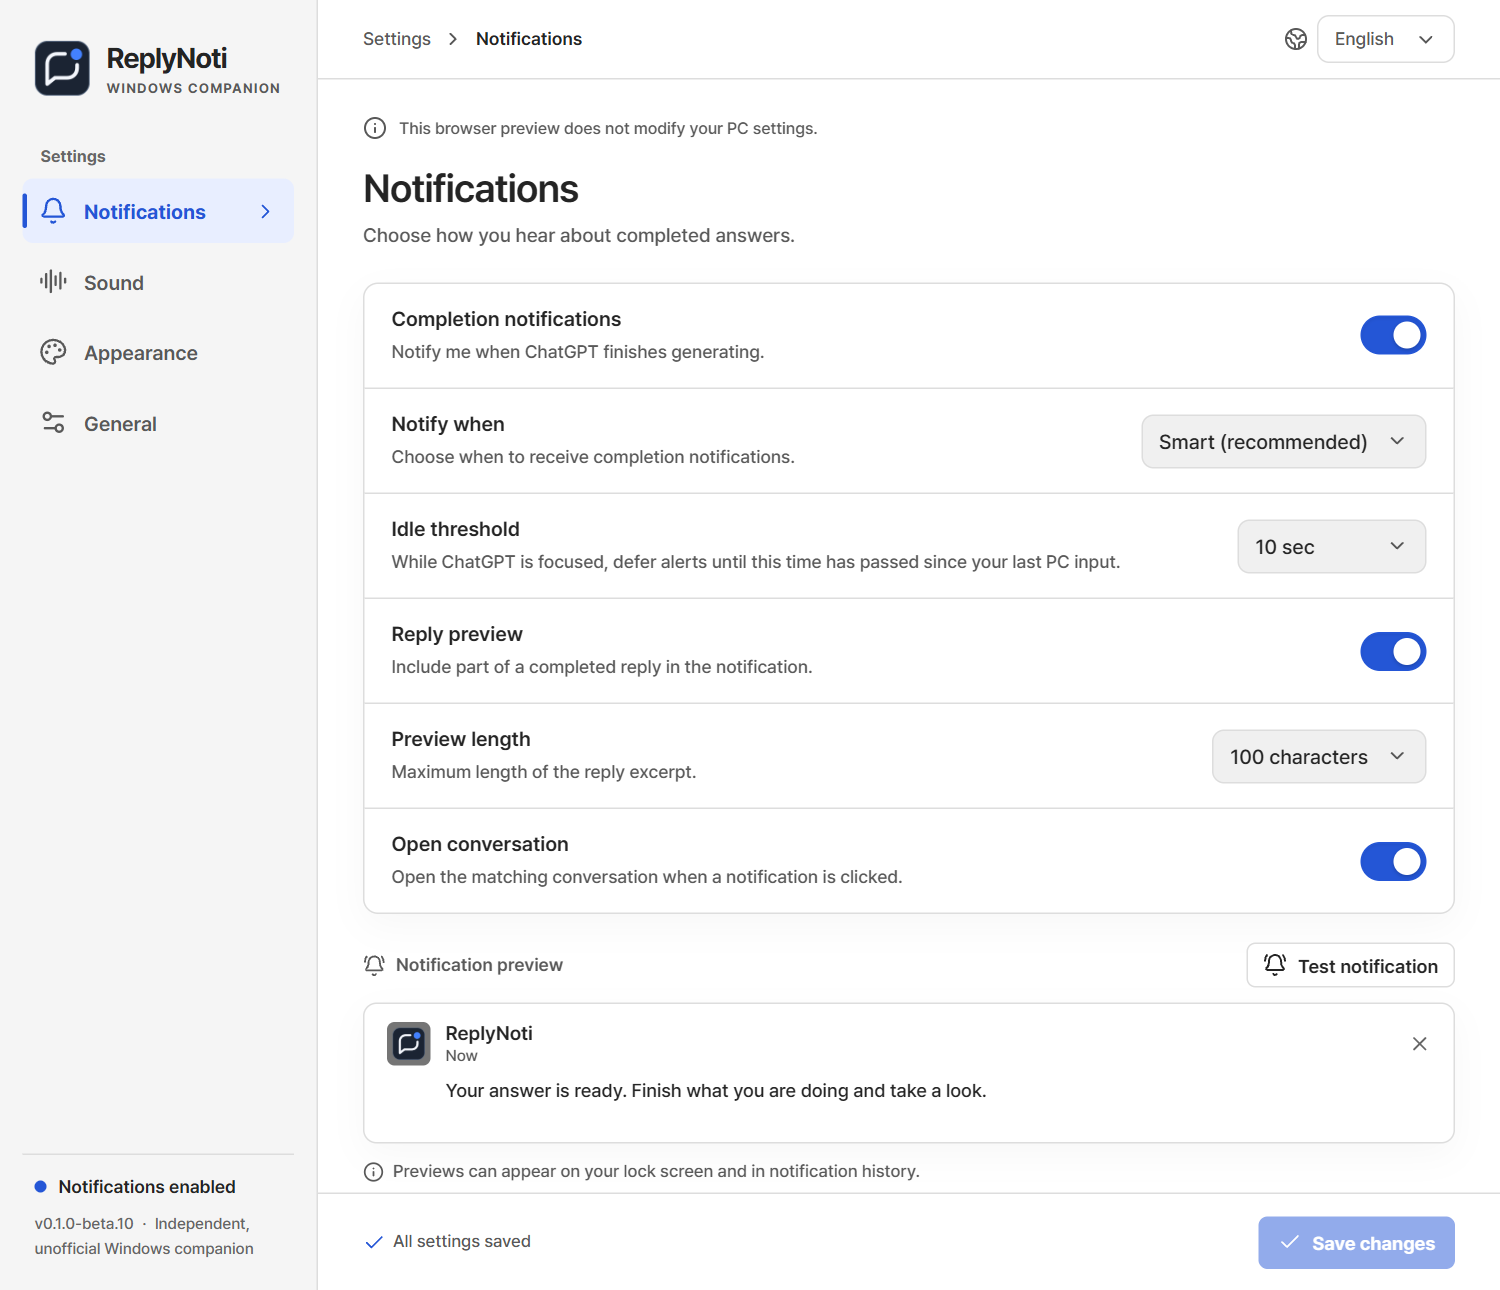 ReplyNoti
WINDOWS COMPANION
Settings
Notifications
Sound
Appearance
General
Notifications enabled
v0.1.0-beta.10 · Independent,
unofficial Windows companion
Settings > Notifications
English
This browser preview does not modify your PC settings.
Notifications
Choose how you hear about completed answers.
Completion notifications
Notify me when ChatGPT finishes generating.
Notify when
Choose when to receive completion notifications.
Smart (recommended)
Idle threshold
While ChatGPT is focused, defer alerts until this time has passed since your last PC input.
10 sec
Reply preview
Include part of a completed reply in the notification.
Preview length
Maximum length of the reply excerpt.
100 characters
Open conversation
Open the matching conversation when a notification is clicked.
Notification preview
Test notification
ReplyNoti
Now
Your answer is ready. Finish what you are doing and take a look.
Previews can appear on your lock screen and in notification history.
All settings saved
Save changes